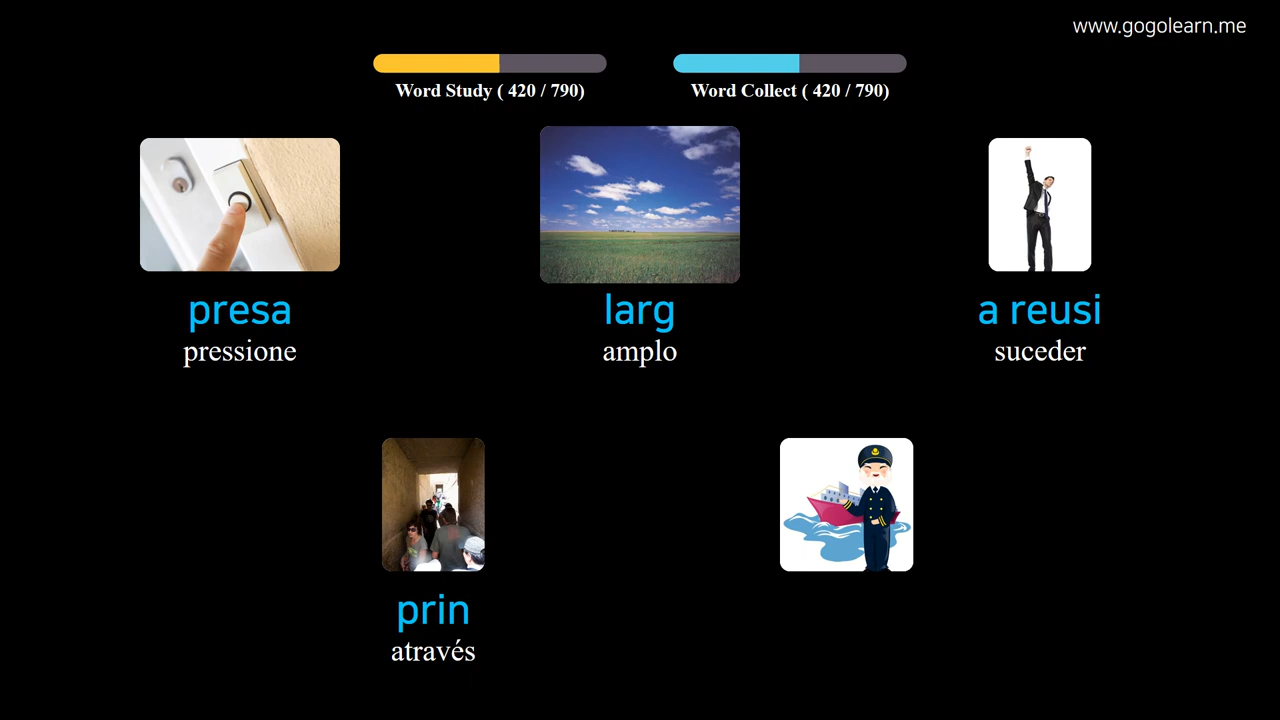 www.gogolearn.me
Word Study ( 420 / 790)
Word Collect ( 420 / 790)
presa
pressione
larg
amplo
a reusi
suceder
prin
através